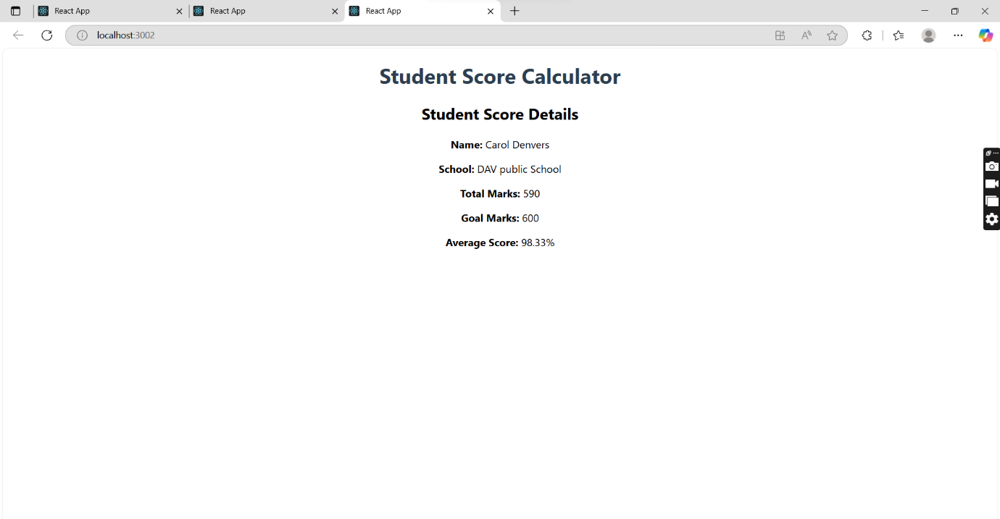 React App
React App
React App
localhost:3002
Student Score Calculator
Student Score Details
Name: Carol Denvers
School: DAV public School
Total Marks: 590
Goal Marks: 600
Average Score: 98.33%